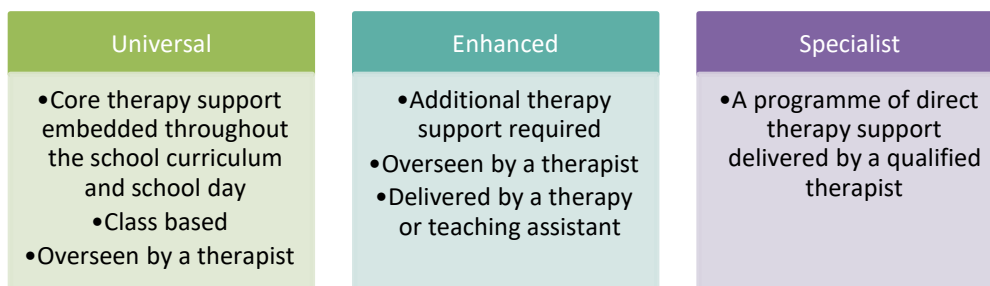 Universal
•Core therapy support
embedded throughout
the school curriculum
and school day
•Class based
•Overseen by a therapist
Enhanced
•Additional therapy
support required
•Overseen by a therapist
•Delivered by a therapy
or teaching assistant
Specialist
•A programme of direct
therapy support
delivered by a qualified
therapist